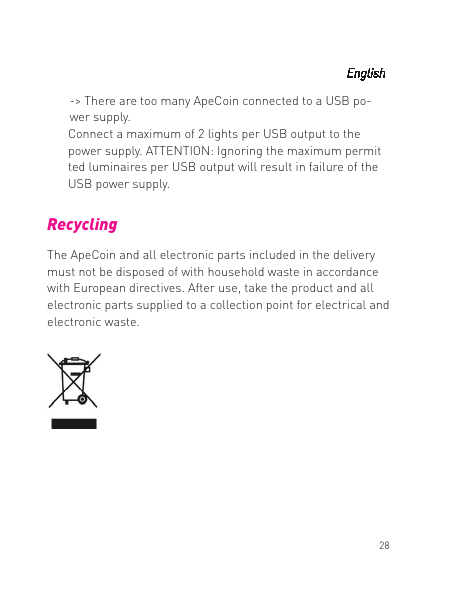 English
-> There are too many ApeCoin connected to a USB po-
wer supply.
Connect a maximum of 2 lights per USB output to the
power supply. ATTENTION: Ignoring the maximum permit
ted luminaires per USB output will result in failure of the
USB power supply.
Recycling
The ApeCoin and all electronic parts included in the delivery
must not be disposed of with household waste in accordance
with European directives. After use, take the product and all
electronic parts supplied to a collection point for electrical and
electronic waste.
28